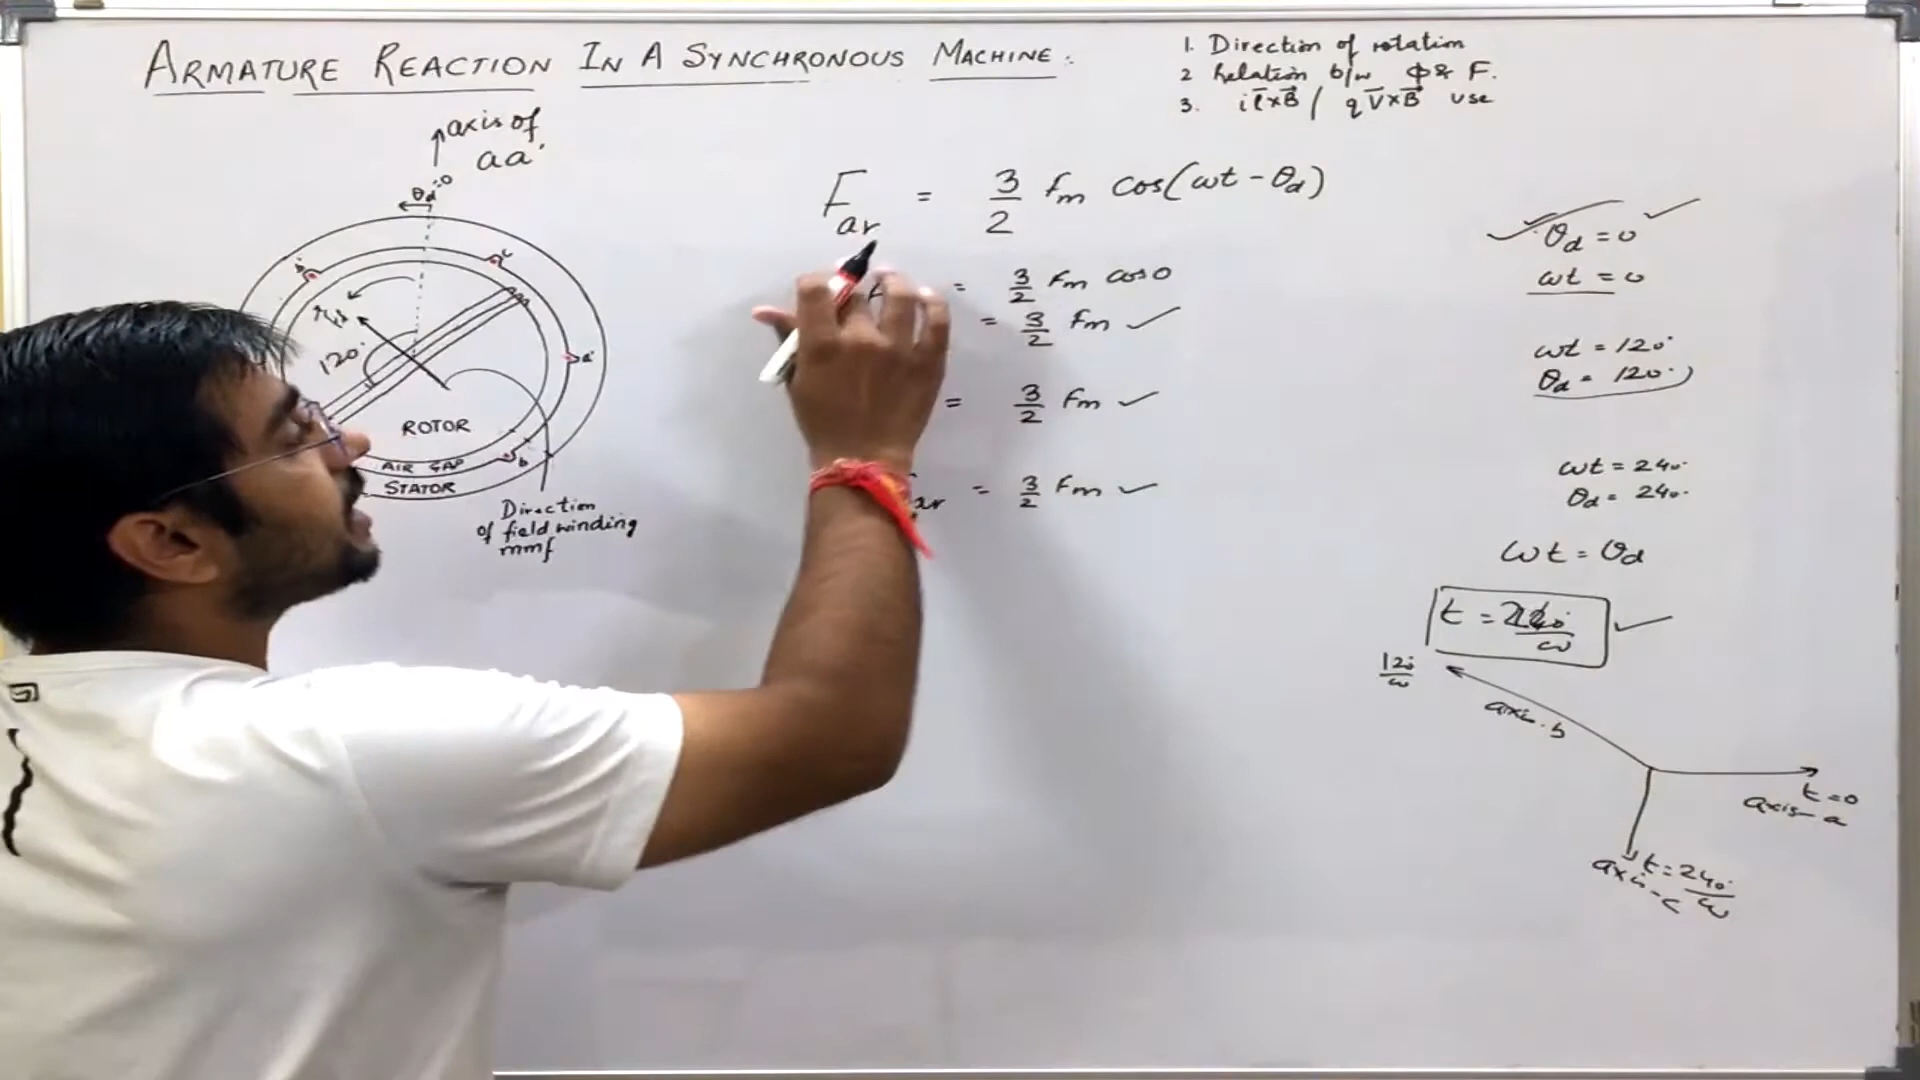 ARMATURE REACTION IN A SYNCHRONOUS MACHINE:
1. Direction of rotation
2 Relation b/w Φ & F.
3. i l̄×B̄ / q V̄×B̄ use
axis of
aa'
θd=0
F_ar = 3/2 Fm cos(ωt - θd)
= 3/2 Fm cos 0
= 3/2 Fm ✓
= 3/2 Fm ✓
ar = 3/2 Fm ✓
c
a'
b
120°
ROTOR
AIR GAP
STATOR
Direction
of field winding
mmf
θd = 0
ωt = 0
ωt = 120°
θd = 120°
ωt = 240°
θd = 240°
ωt = θd
120°/ω
axis-b
t=0
axis-a
t=240°/ω
axis-c